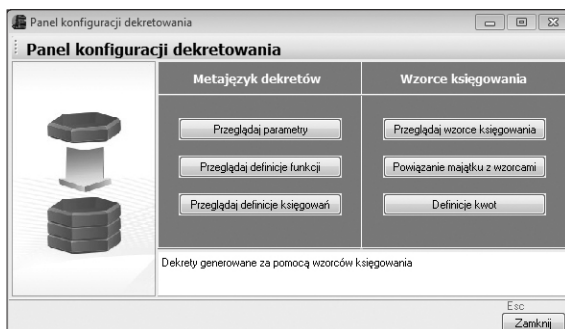 Panel konfiguracji dekretowania
Panel konfiguracji dekretowania
Metajęzyk dekretów
Wzorce księgowania
Przeglądaj parametry
Przeglądaj wzorce księgowania
Przeglądaj definicje funkcji
Powiązanie majątku z wzorcami
Przeglądaj definicje księgowań
Definicje kwot
Dekrety generowane za pomocą wzorców księgowania
Esc
Zamknij